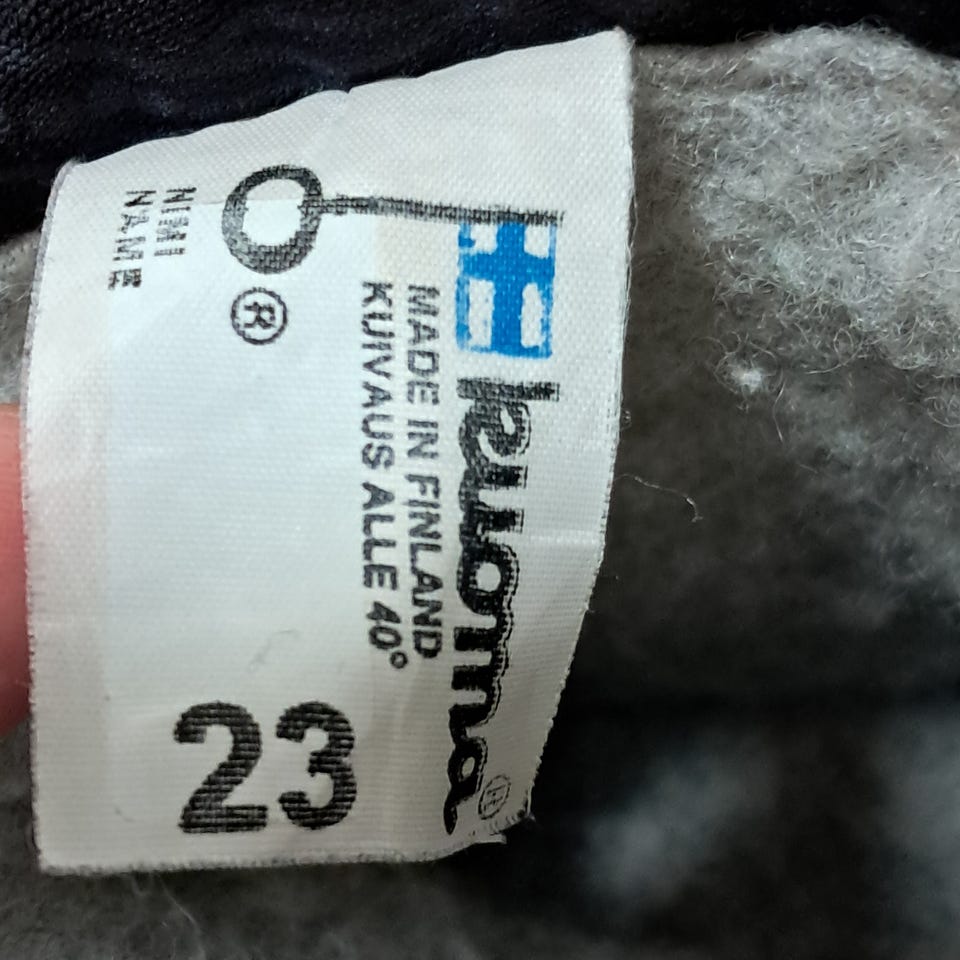 kuoma®
MADE IN FINLAND
KUIVAUS ALLE 40°
®
NIMI
NAME
23